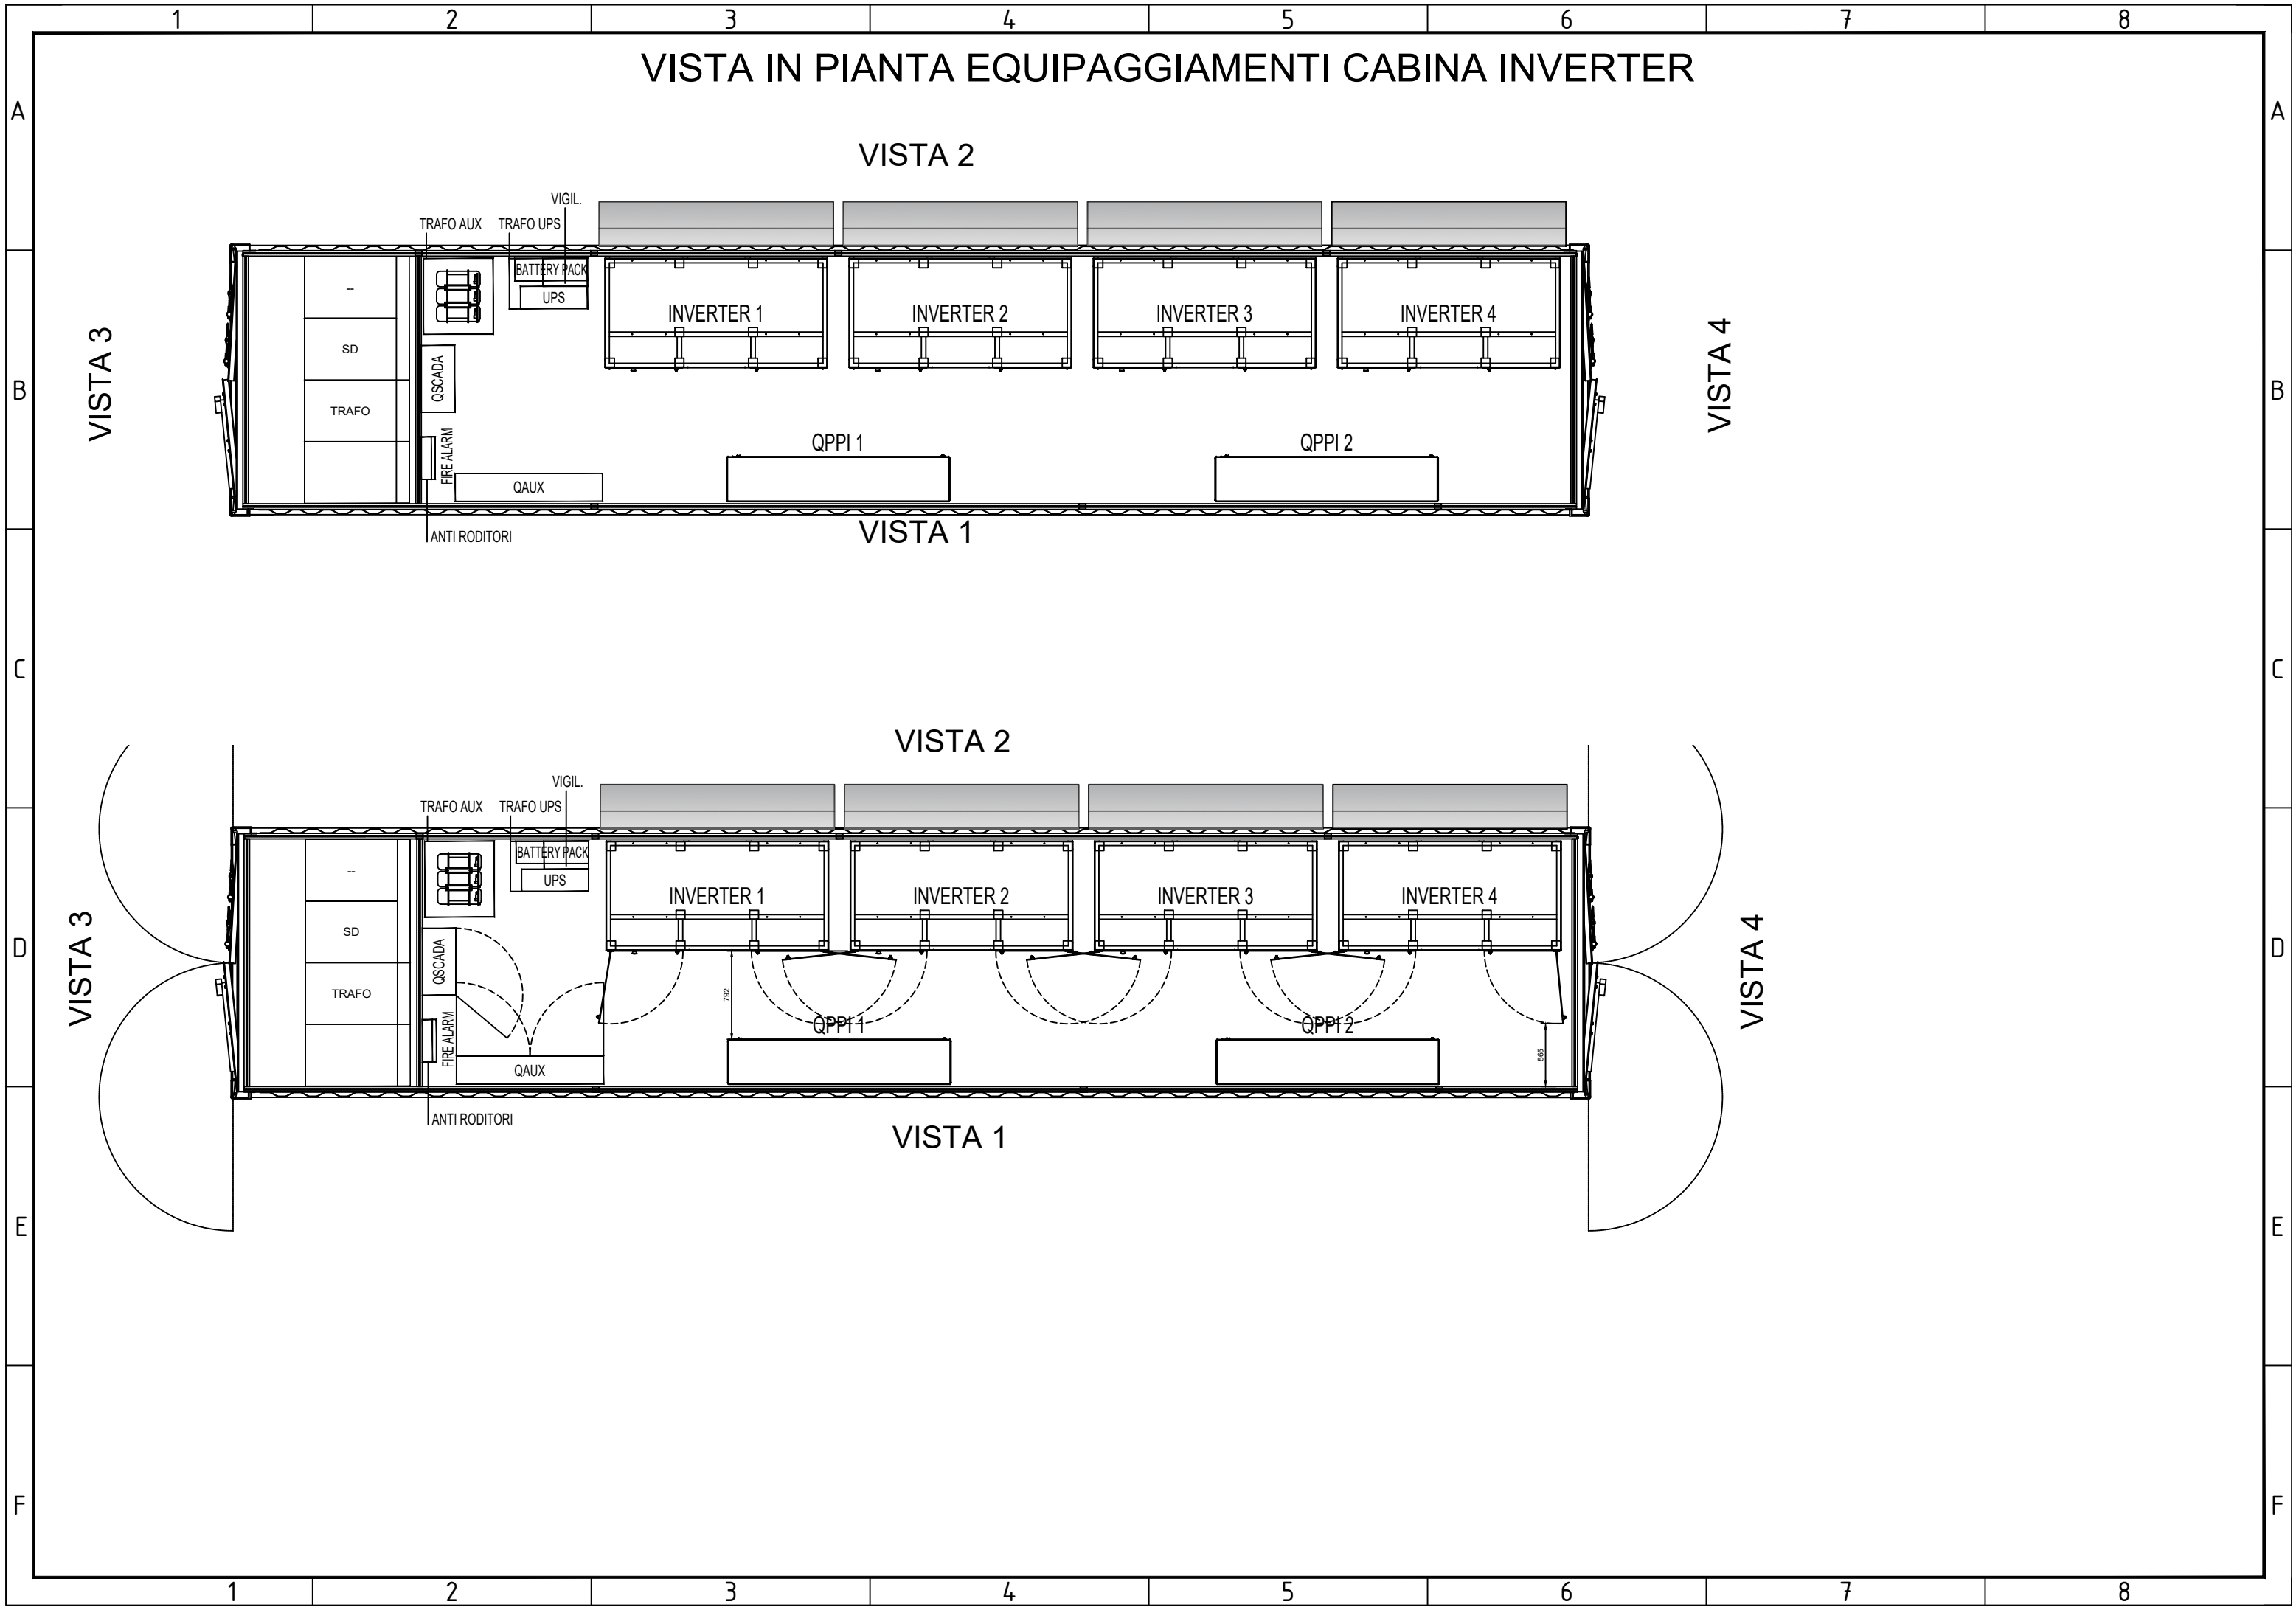 1 2 3 4 5 6 7 8
VISTA IN PIANTA EQUIPAGGIAMENTI CABINA INVERTER
A A
VISTA 2
VIGIL.
TRAFO AUX TRAFO UPS
BATTERY PACK
--
UPS
INVERTER 1 INVERTER 2 INVERTER 3 INVERTER 4
SD
VISTA 3
QSCADA
VISTA 4
B B
TRAFO
FIRE ALARM
QPPI 1 QPPI 2
QAUX
ANTI RODITORI
VISTA 1
C C
VISTA 2
VIGIL.
TRAFO AUX TRAFO UPS
BATTERY PACK
--
UPS
INVERTER 1 INVERTER 2 INVERTER 3 INVERTER 4
SD
VISTA 3
QSCADA
VISTA 4
D D
TRAFO
792
FIRE ALARM
QPPI 1 QPPI 2
565
QAUX
ANTI RODITORI
VISTA 1
E E
F F
1 2 3 4 5 6 7 8